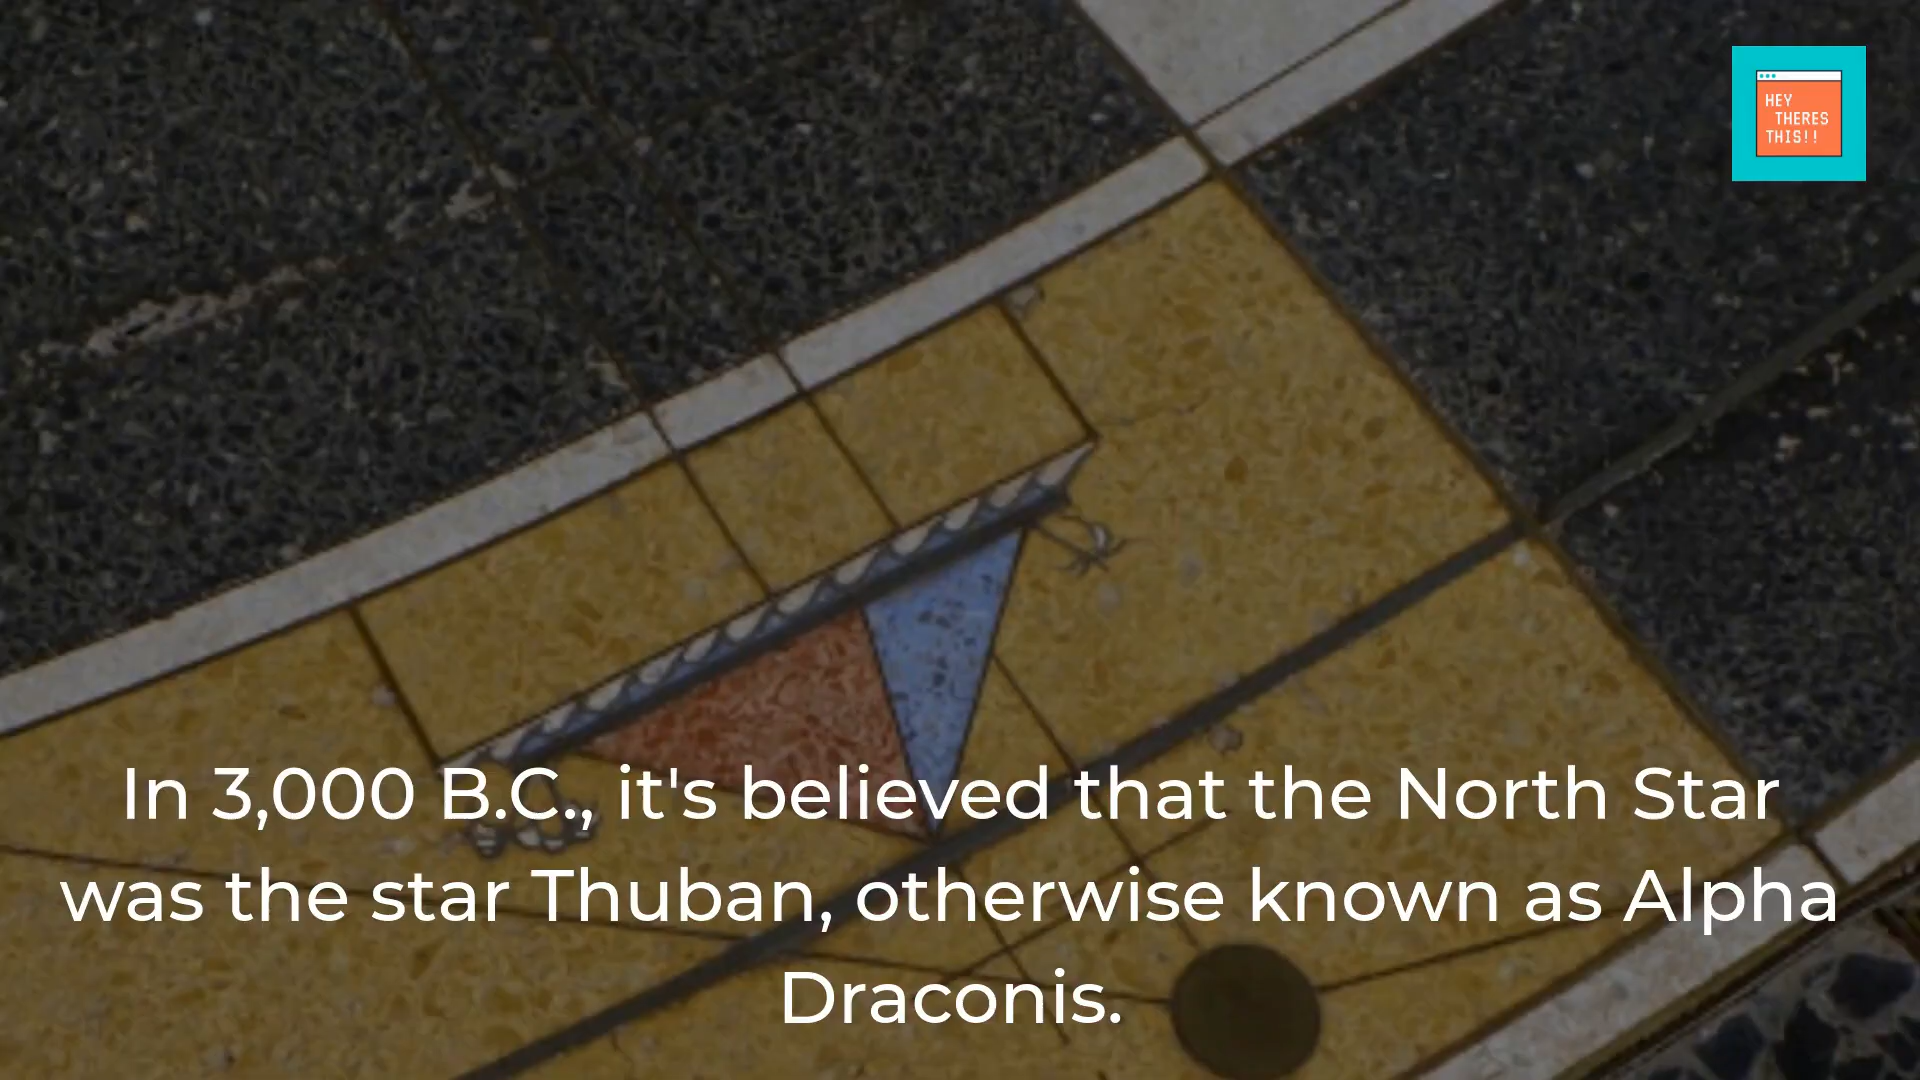 HEY
THERES
THIS!!
In 3,000 B.C., it's believed that the North Star
was the star Thuban, otherwise known as Alpha
Draconis.